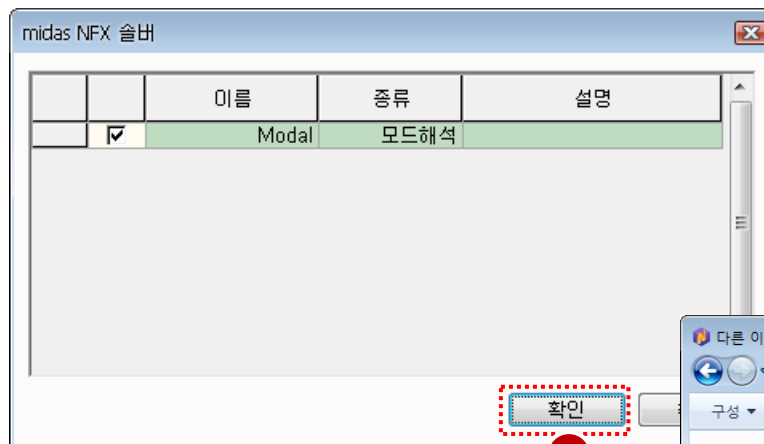 midas NFX 솔버
이름 종류 설명
Modal 모드해석
다른 이
확인
구성